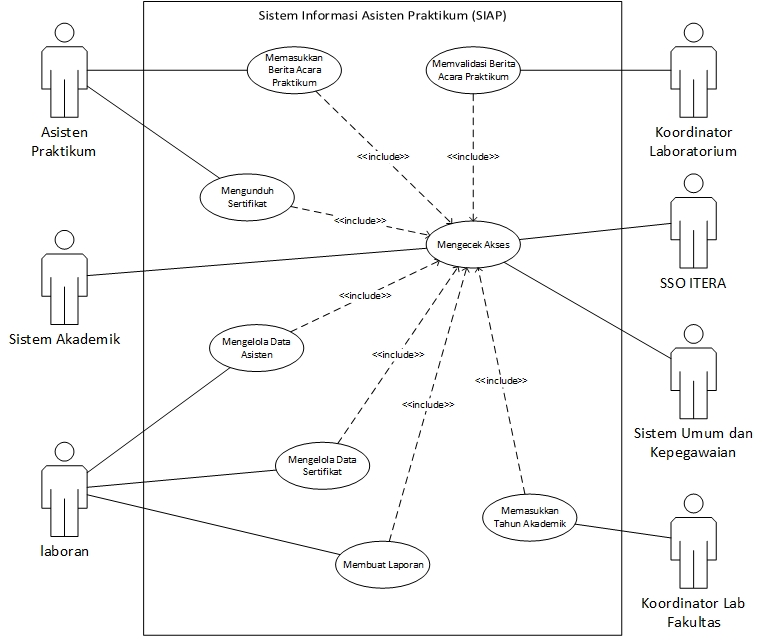 Sistem Informasi Asisten Praktikum (SIAP)
Memasukkan
Berita Acara
Praktikum
Memvalidasi Berita
Acara Praktikum
Asisten
Praktikum
Koordinator
Laboratorium
<<include>>
<<include>>
Mengunduh
Sertifikat
<<include>>
Mengecek Akses
SSO ITERA
Sistem Akademik
<<include>>
Mengelola Data
Asisten
<<include>>
<<include>>
<<include>>
Sistem Umum dan
Kepegawaian
Mengelola Data
Sertifikat
Memasukkan
Tahun Akademik
laboran
Membuat Laporan
Koordinator Lab
Fakultas